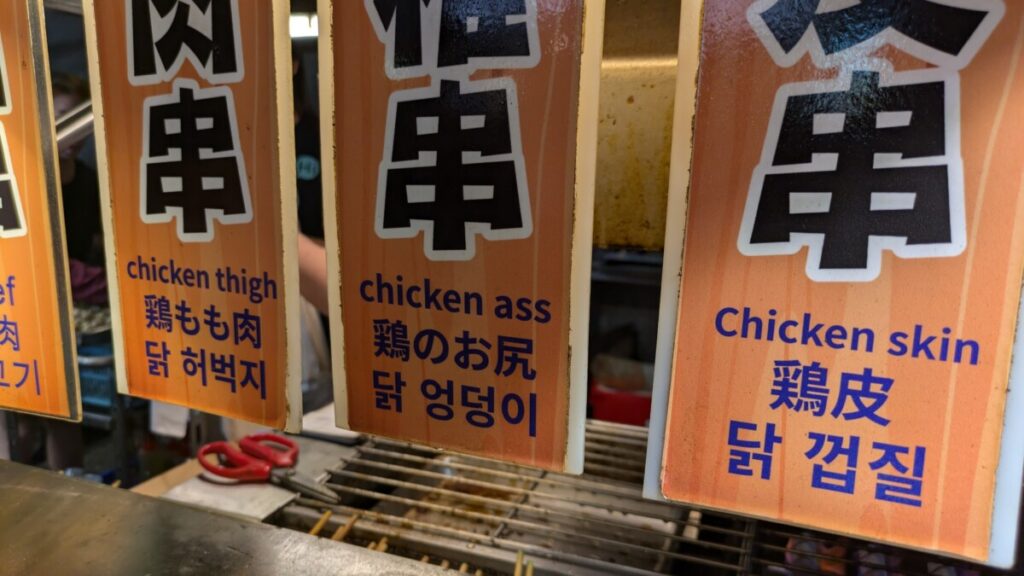 肉
串
chicken thigh
鶏もも肉
닭 허벅지
串
chicken ass
鶏のお尻
닭 엉덩이
串
Chicken skin
鶏皮
닭 껍질
肉